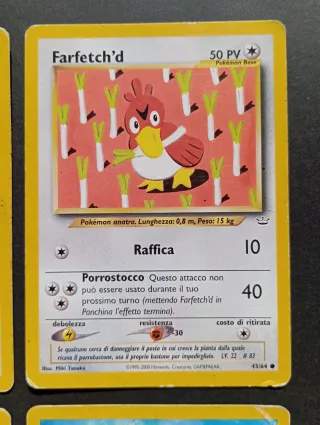 Farfetch'd
50 PV
Pokémon Base
Pokémon anatra. Lunghezza: 0,8 m, Peso: 15 kg
Raffica 10
Porrostocco Questo attacco non
può essere usato durante il tuo
prossimo turno (mettendo Farfetch'd in
Panchina l'effetto termina).
40
debolezza resistenza costo di ritirata
-30
Se qualcuno cerca di danneggiare il posto in cui cresce la pianta dalla quale
ricava il porrobastone, usa il proprio bastone per impedirglielo. LV. 22 # 83
Illus. Miki Tanaka ©1995-2000 Nintendo, Creatures, GAMEFREAK. 43/64